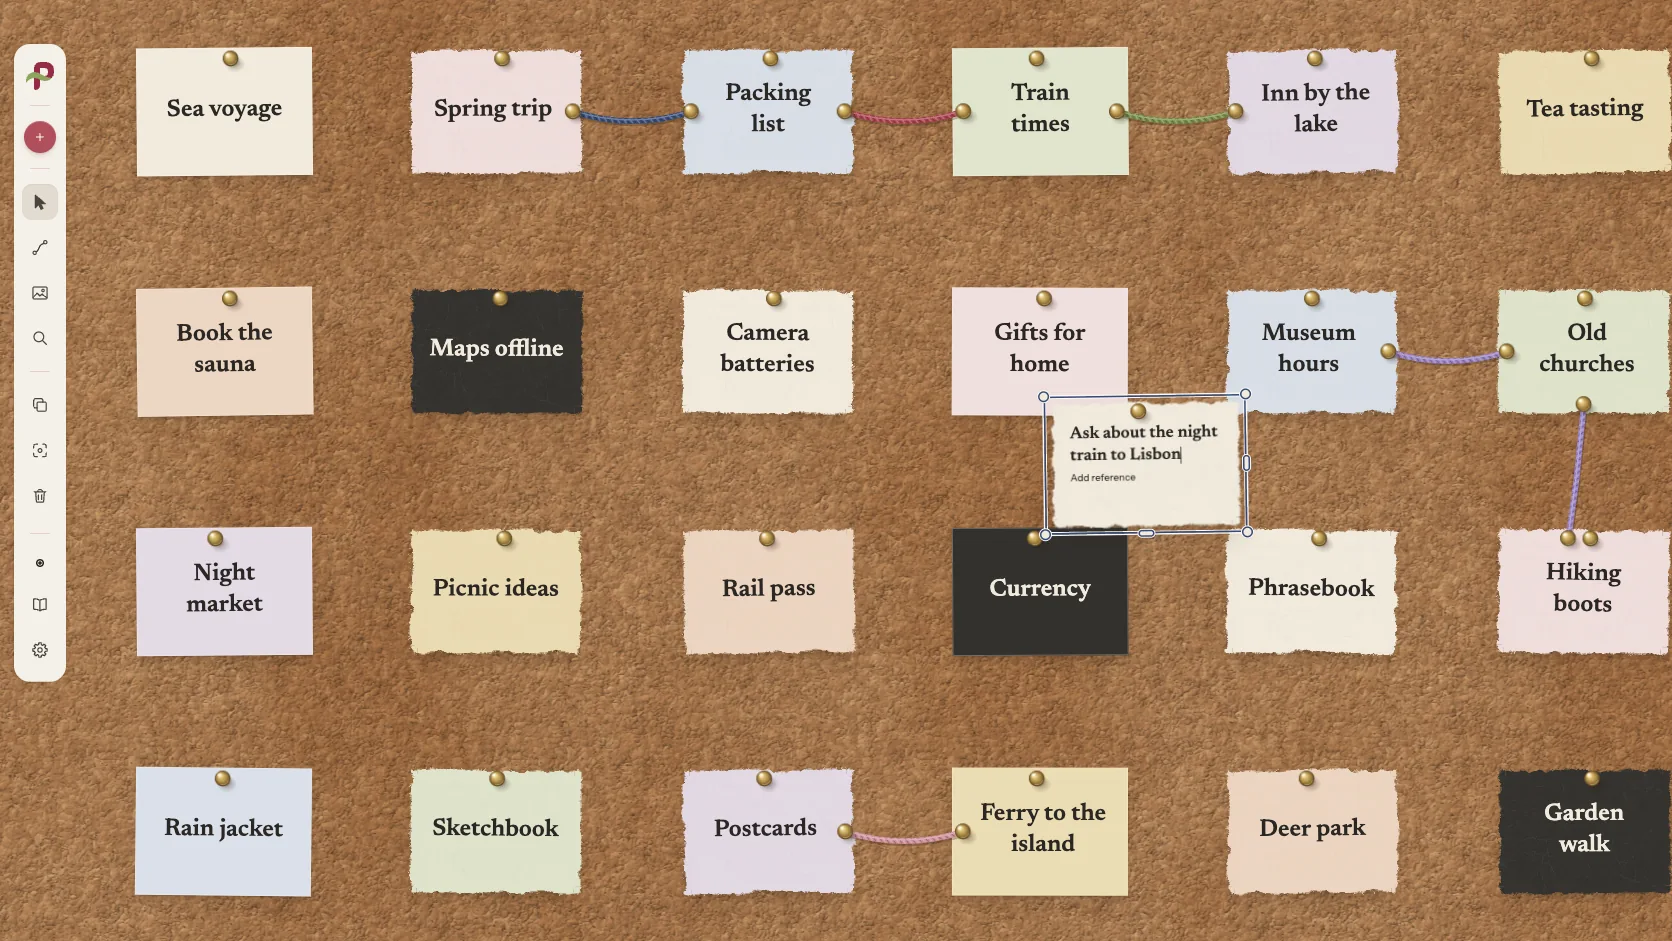 Sea voyage
Spring trip
Packing
list
Train
times
Inn by the
lake
Tea tasting
Book the
sauna
Maps offline
Camera
batteries
Gifts for
home
Museum
hours
Old
churches
Ask about the night
train to Lisbon
Add reference
Night
market
Picnic ideas
Rail pass
Currency
Phrasebook
Hiking
boots
Rain jacket
Sketchbook
Postcards
Ferry to the
island
Deer park
Garden
walk